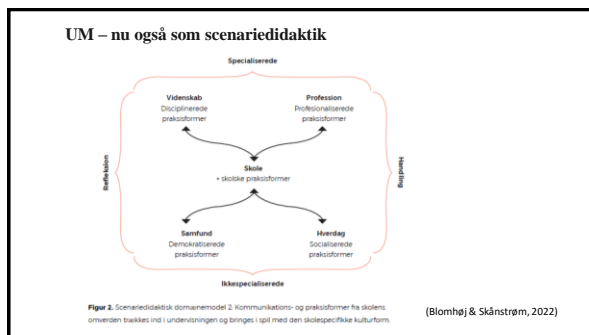 UM – nu også som scenariedidaktik
Specialiserede
Videnskab
Disciplinerede
praksisformer
Profession
Profesionaliserede
praksisformer
Refleksion
Handling
Skole
+ skolske praksisformer
Samfund
Demokratiserede
praksisformer
Hverdag
Socialiserede
praksisformer
Ikkespecialiserede
Figur 2. Scenariedidaktisk domænemodel 2: Kommunikations- og praksisformer fra skolens
omverden trækkes ind i undervisningen og bringes i spil med den skolespecifikke kulturform.
(Blomhøj & Skånstrøm, 2022)